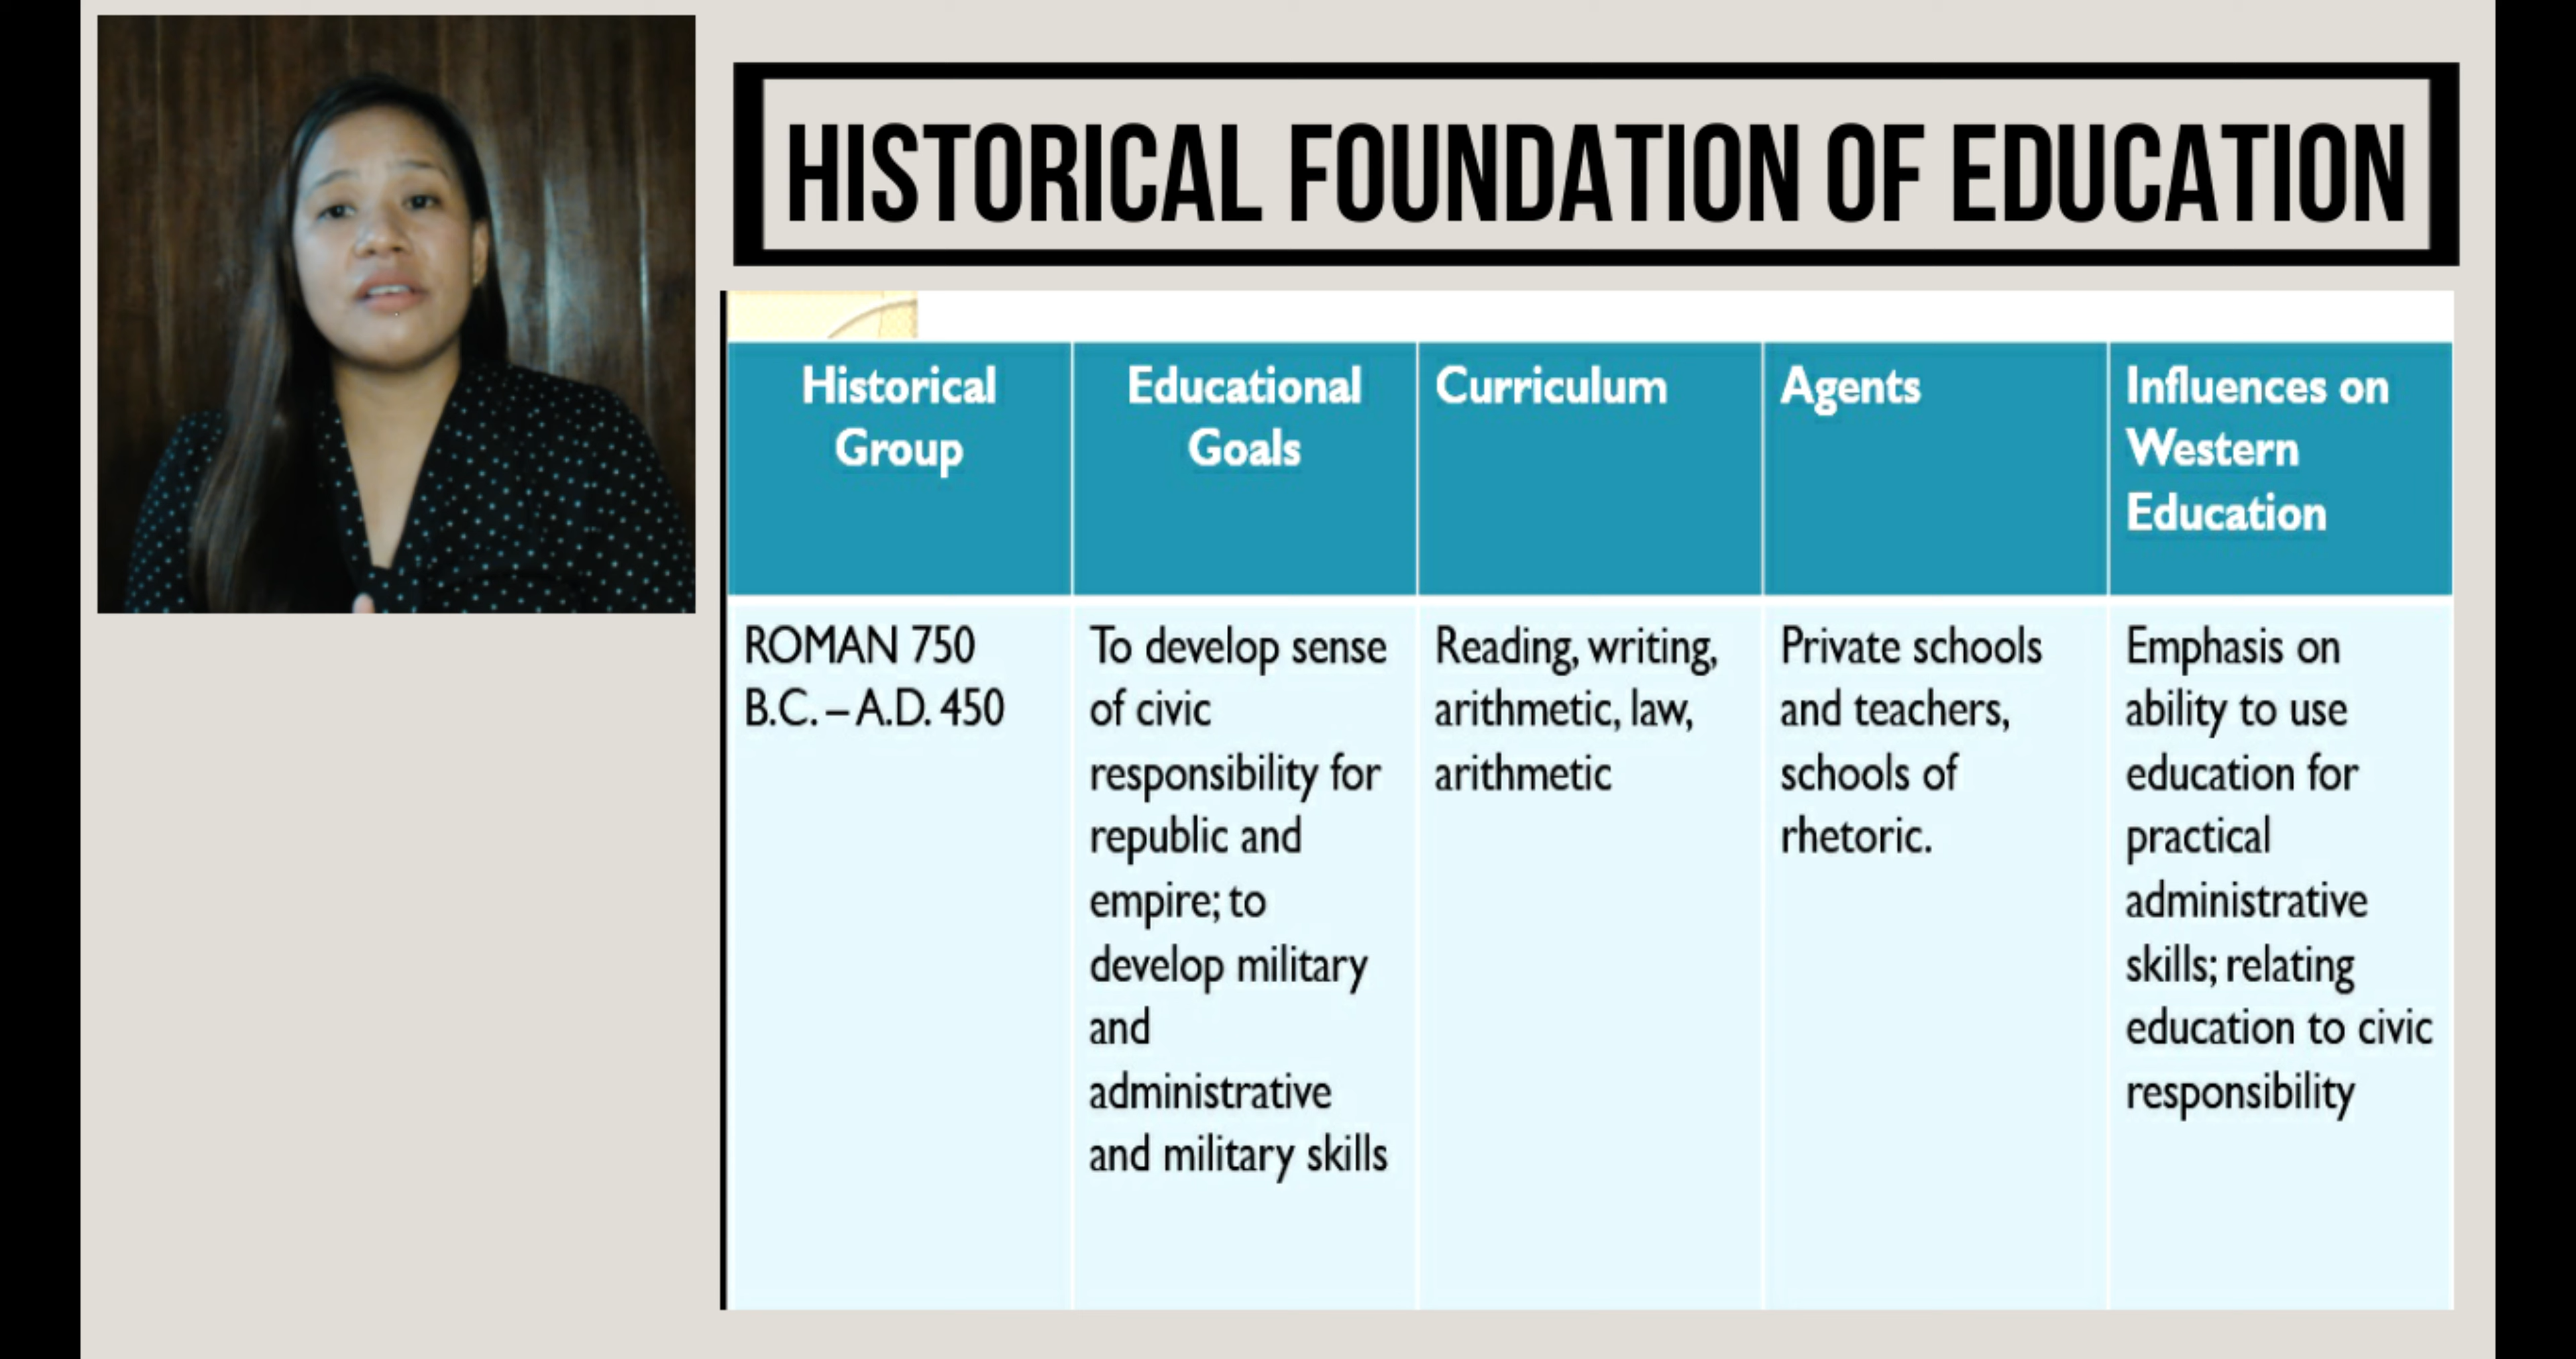 HISTORICAL FOUNDATION OF EDUCATION
Historical
Group
Educational
Goals
Curriculum
Agents
Influences on
Western
Education
ROMAN 750
B.C. – A.D. 450
To develop sense
of civic
responsibility for
republic and
empire; to
develop military
and
administrative
and military skills
Reading, writing,
arithmetic, law,
arithmetic
Private schools
and teachers,
schools of
rhetoric.
Emphasis on
ability to use
education for
practical
administrative
skills; relating
education to civic
responsibility